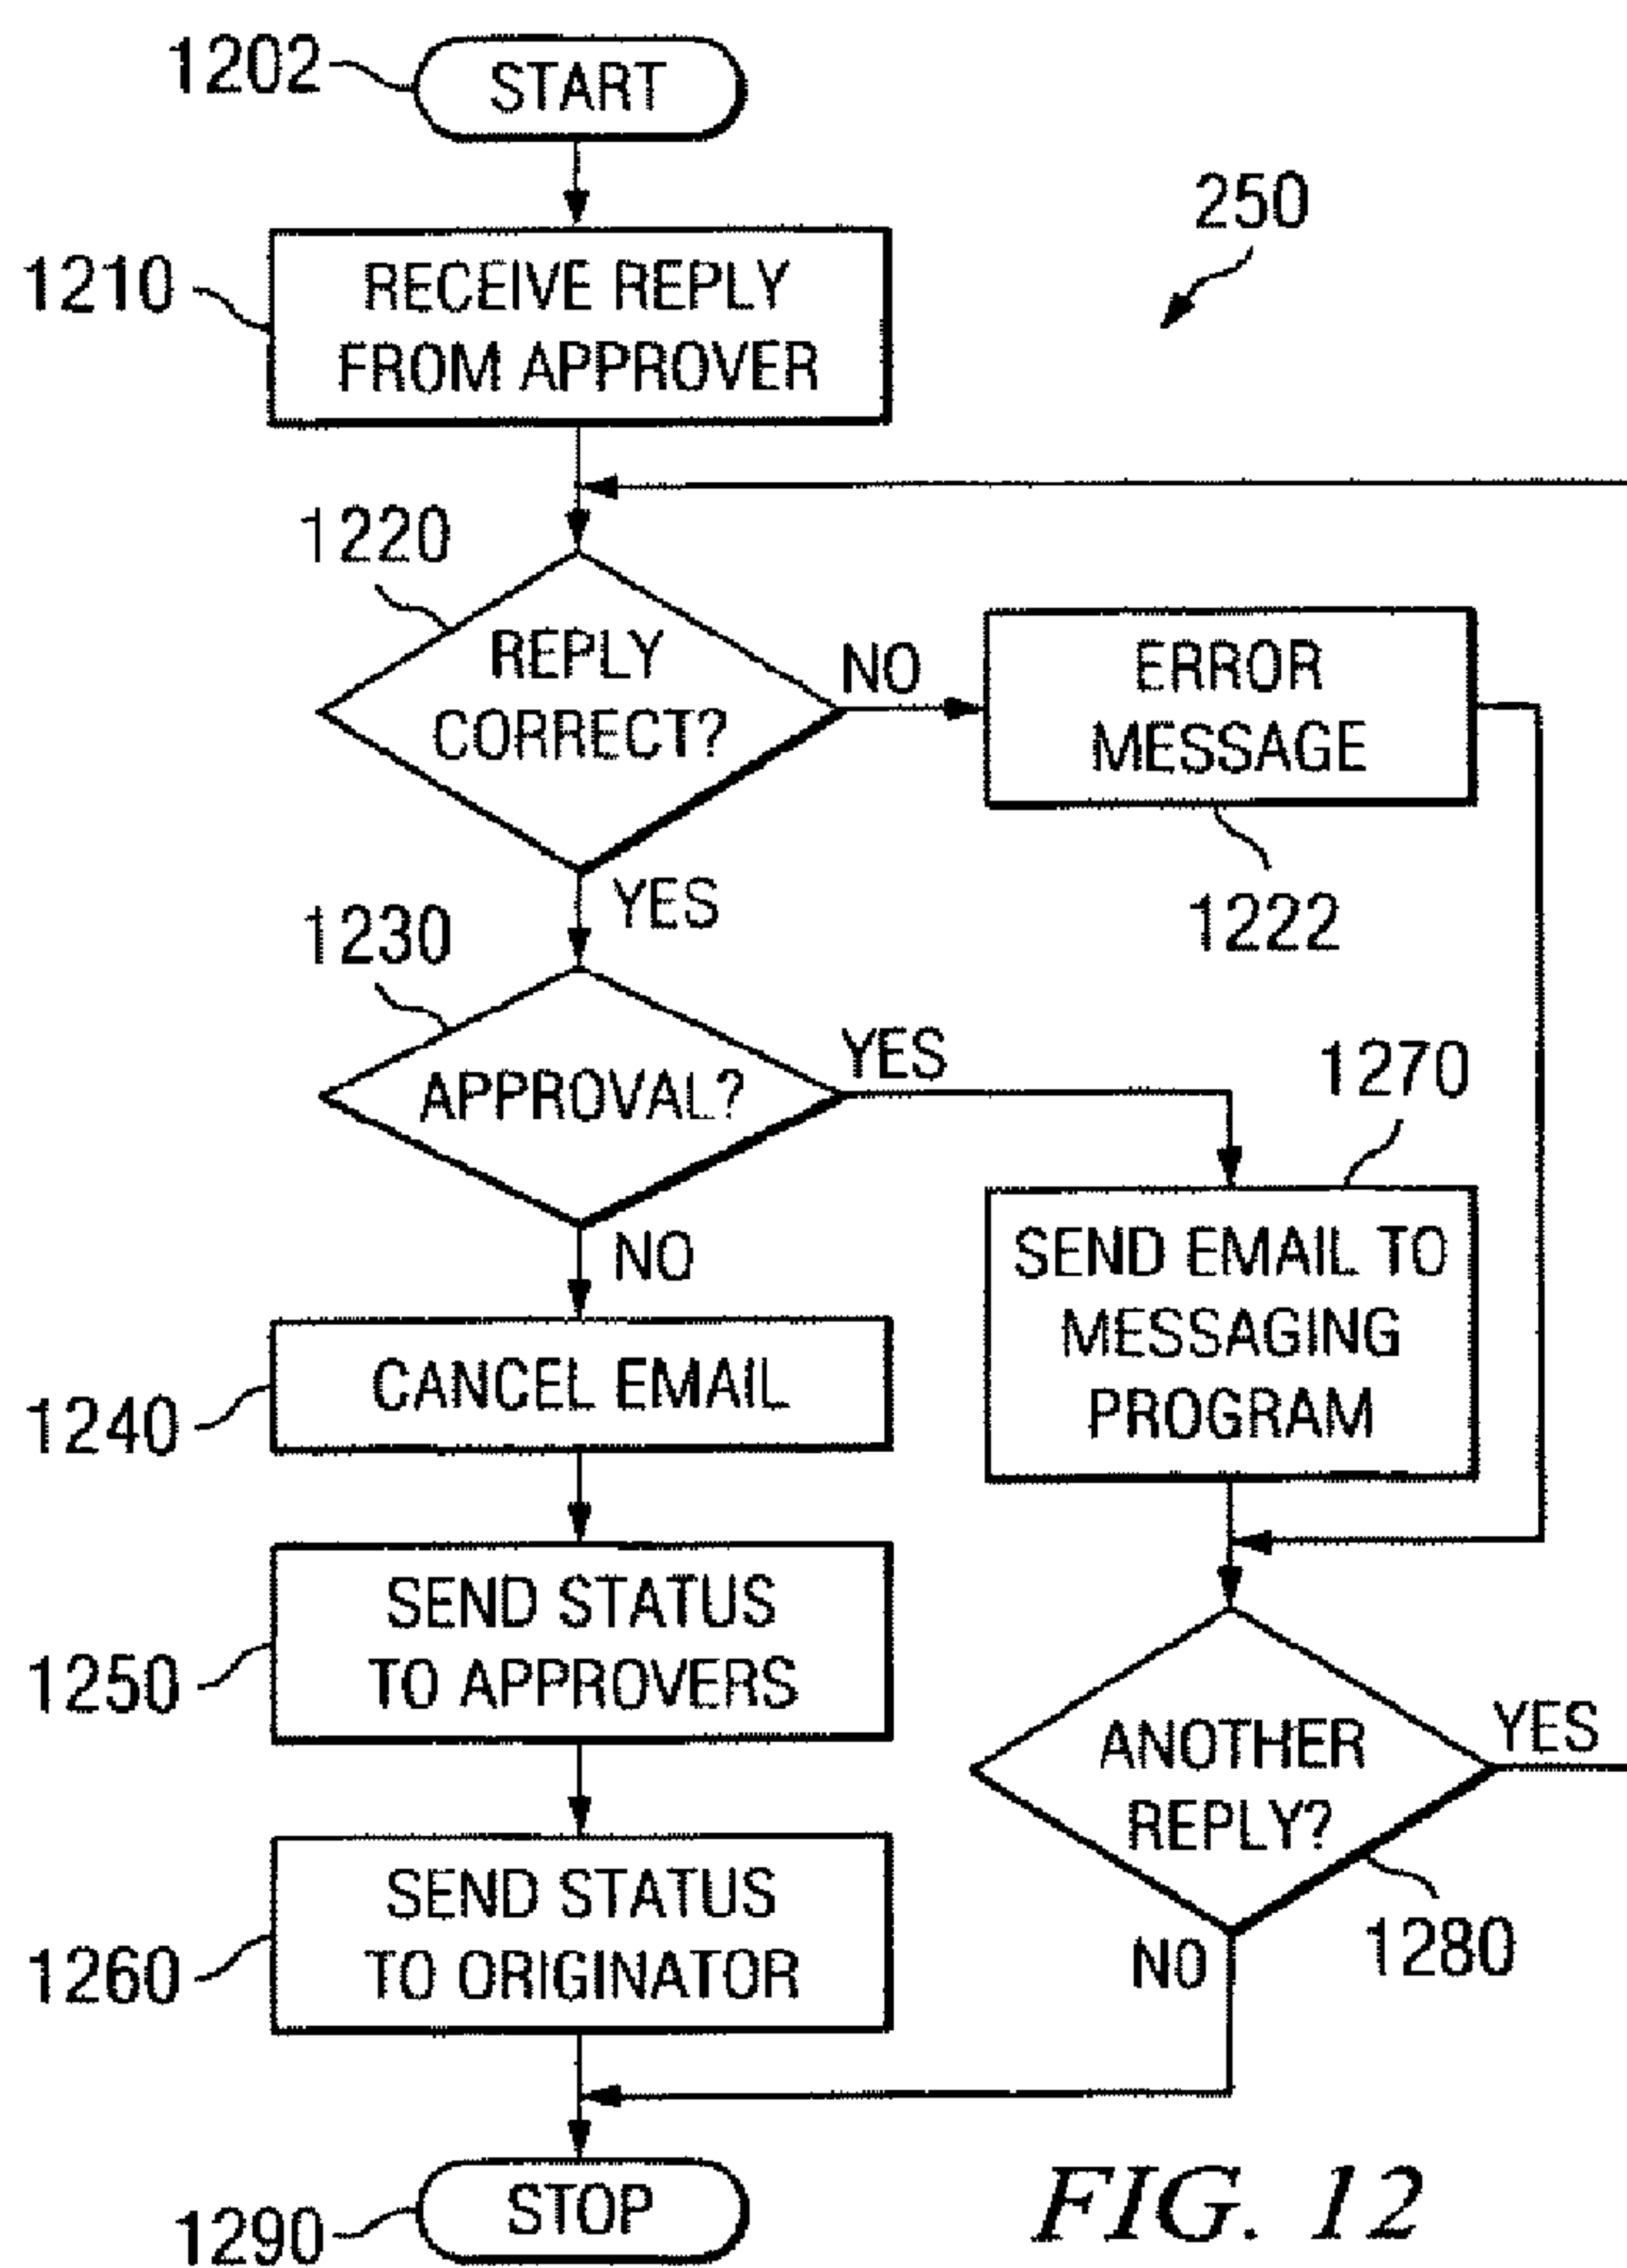 1202
START
250
1210
RECEIVE REPLY
FROM APPROVER
1220
REPLY
CORRECT?
NO
ERROR
MESSAGE
1222
YES
1230
APPROVAL?
YES
1270
SEND EMAIL TO
MESSAGING
PROGRAM
NO
CANCEL EMAIL
1240
SEND STATUS
TO APPROVERS
1250
ANOTHER
REPLY?
YES
1280
NO
SEND STATUS
TO ORIGINATOR
1260
STOP
1290
FIG. 12